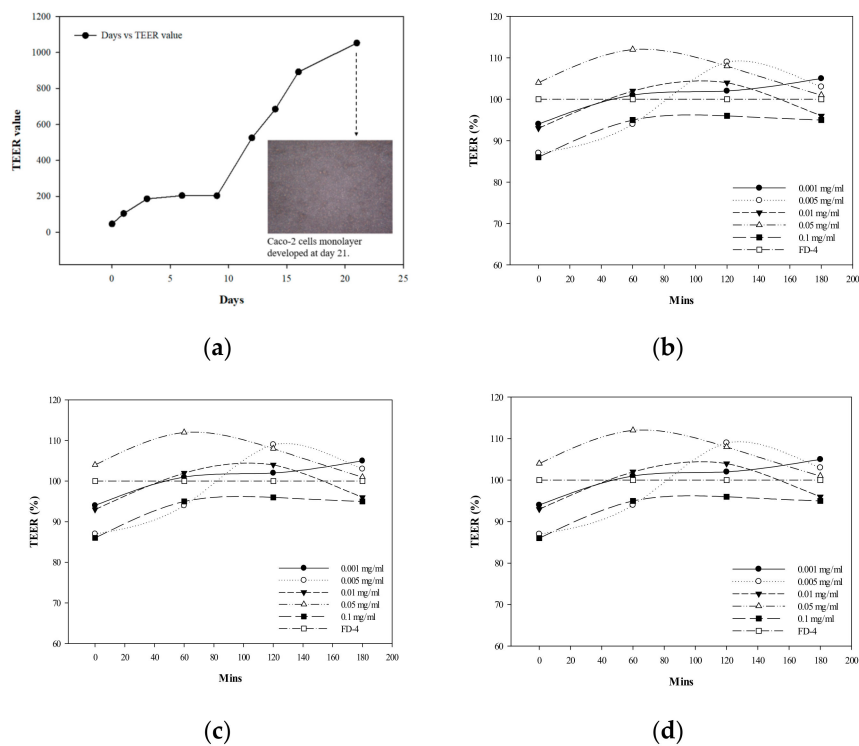 1200
1000
800
600
400
200
0
TEER value
Days vs TEER value
Caco-2 cells monolayer
developed at day 21.
0 5 10 15 20 25
Days
(a)
120
110
100
90
80
70
60
TEER (%)
0.001 mg/ml
0.005 mg/ml
0.01 mg/ml
0.05 mg/ml
0.1 mg/ml
FD-4
0 20 40 60 80 100 120 140 160 180 200
Mins
(b)
120
110
100
90
80
70
60
TEER (%)
0.001 mg/ml
0.005 mg/ml
0.01 mg/ml
0.05 mg/ml
0.1 mg/ml
FD-4
0 20 40 60 80 100 120 140 160 180 200
Mins
(c)
120
110
100
90
80
70
60
TEER (%)
0.001 mg/ml
0.005 mg/ml
0.01 mg/ml
0.05 mg/ml
0.1 mg/ml
FD-4
0 20 40 60 80 100 120 140 160 180 200
Mins
(d)